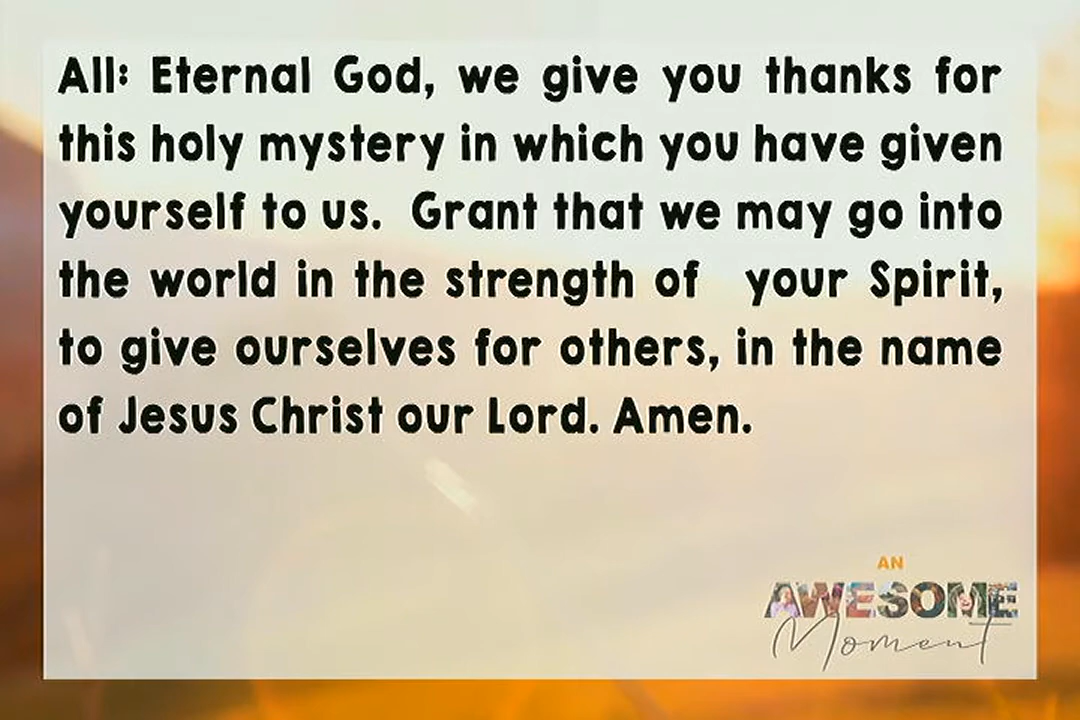 All: Eternal God, we give you thanks for
this holy mystery in which you have given
yourself to us. Grant that we may go into
the world in the strength of your Spirit,
to give ourselves for others, in the name
of Jesus Christ our Lord. Amen.
AN
AWESOME
Moment